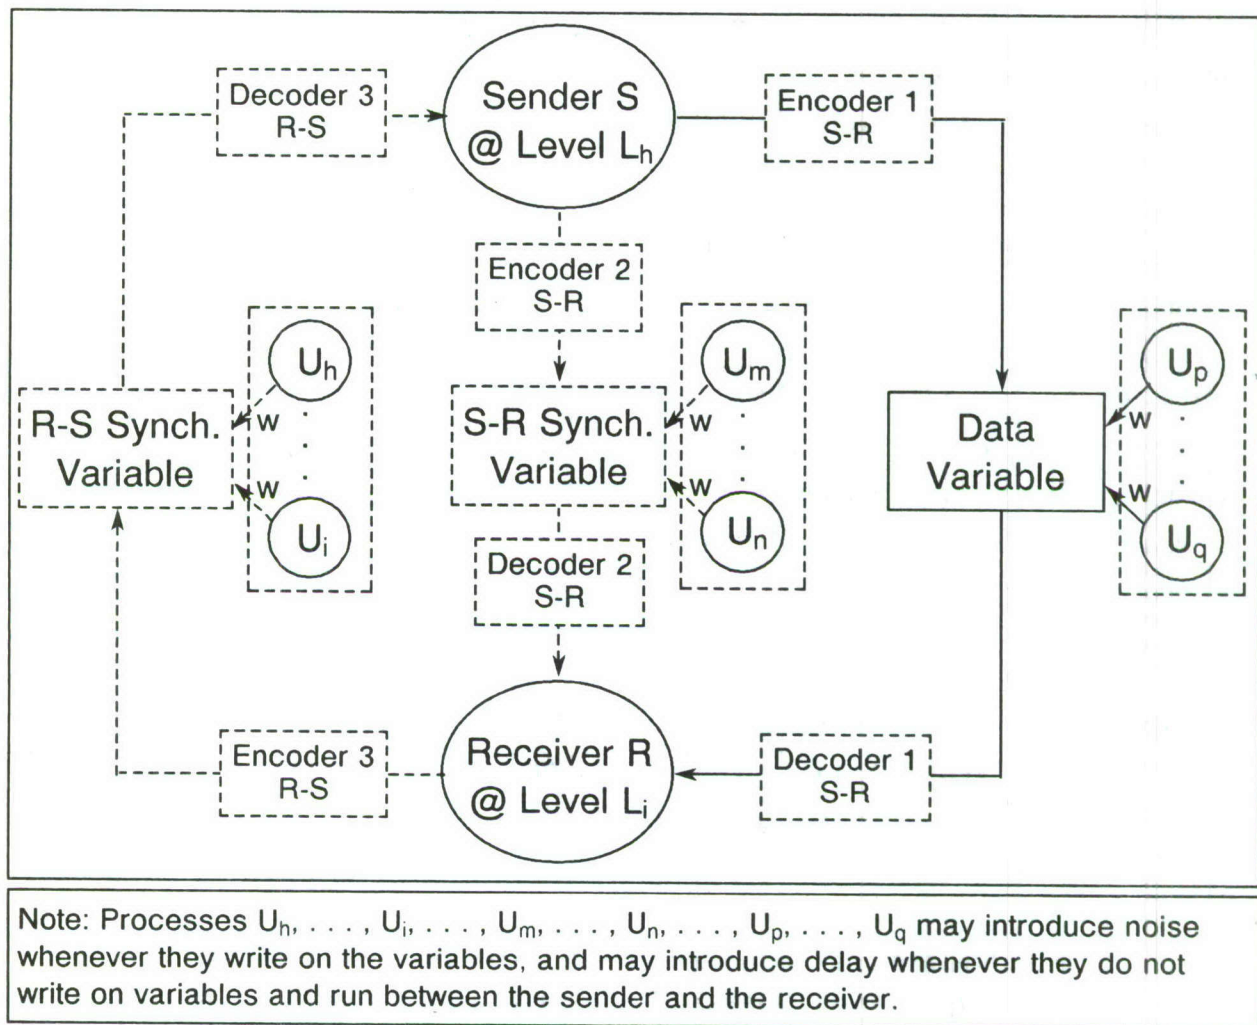 Decoder 3
R-S
Sender S
@ Level Lh
Encoder 1
S-R
Encoder 2
S-R
Uh
w
w
Ui
R-S Synch.
Variable
Um
w
w
Un
S-R Synch.
Variable
Up
w
w
Uq
Data
Variable
Decoder 2
S-R
Encoder 3
R-S
Receiver R
@ Level Li
Decoder 1
S-R
Note: Processes Uh, . . . , Ui, . . . , Um, . . . , Un, . . . , Up, . . . , Uq may introduce noise
whenever they write on the variables, and may introduce delay whenever they do not
write on variables and run between the sender and the receiver.